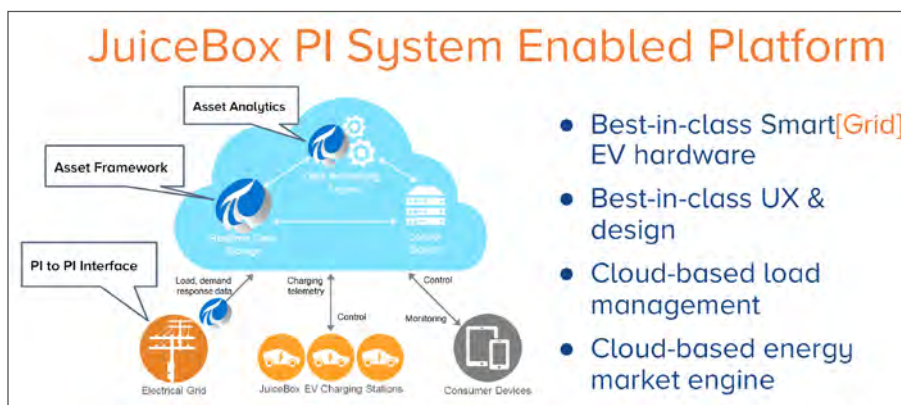 JuiceBox PI System Enabled Platform
Asset Analytics
Asset Framework
PI to PI Interface
Load, demand
response data
Charging
telemetry
Control
Control
Monitoring
Electrical Grid
JuiceBox EV Charging Stations
Consumer Devices
● Best-in-class Smart[Grid]
EV hardware
● Best-in-class UX &
design
● Cloud-based load
management
● Cloud-based energy
market engine